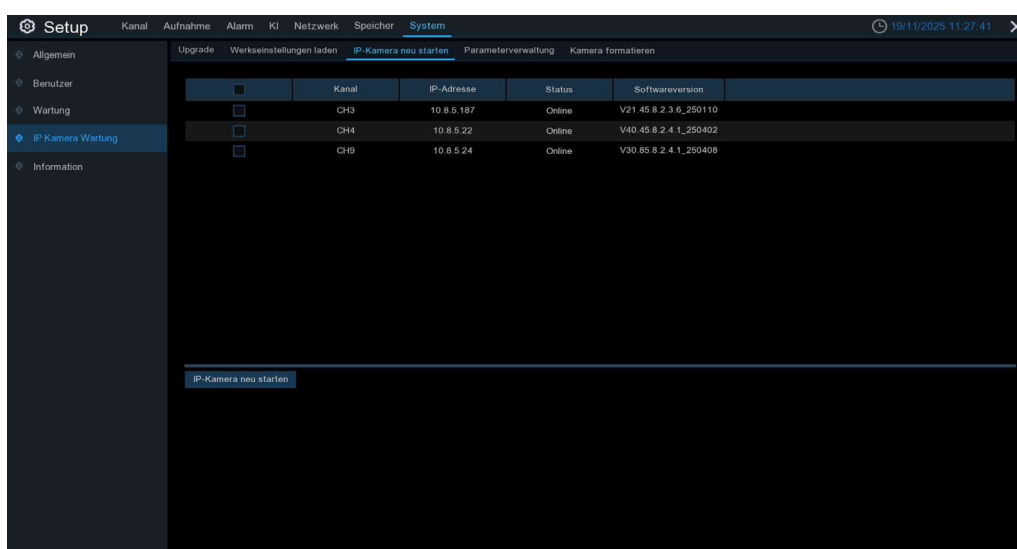 Setup Kanal Aufnahme Alarm KI Netzwerk Speicher System 19/11/2025 11:27:41
Upgrade Werkseinstellungen laden IP-Kamera neu starten Parameterverwaltung Kamera formatieren
Allgemein
Benutzer
Wartung
IP Kamera Wartung
Information
Kanal IP-Adresse Status Softwareversion
CH3 10.8.5.187 Online V21.45.8.2.3.6_250110
CH4 10.8.5.22 Online V40.45.8.2.4.1_250402
CH9 10.8.5.24 Online V30.85.8.2.4.1_250408
IP-Kamera neu starten